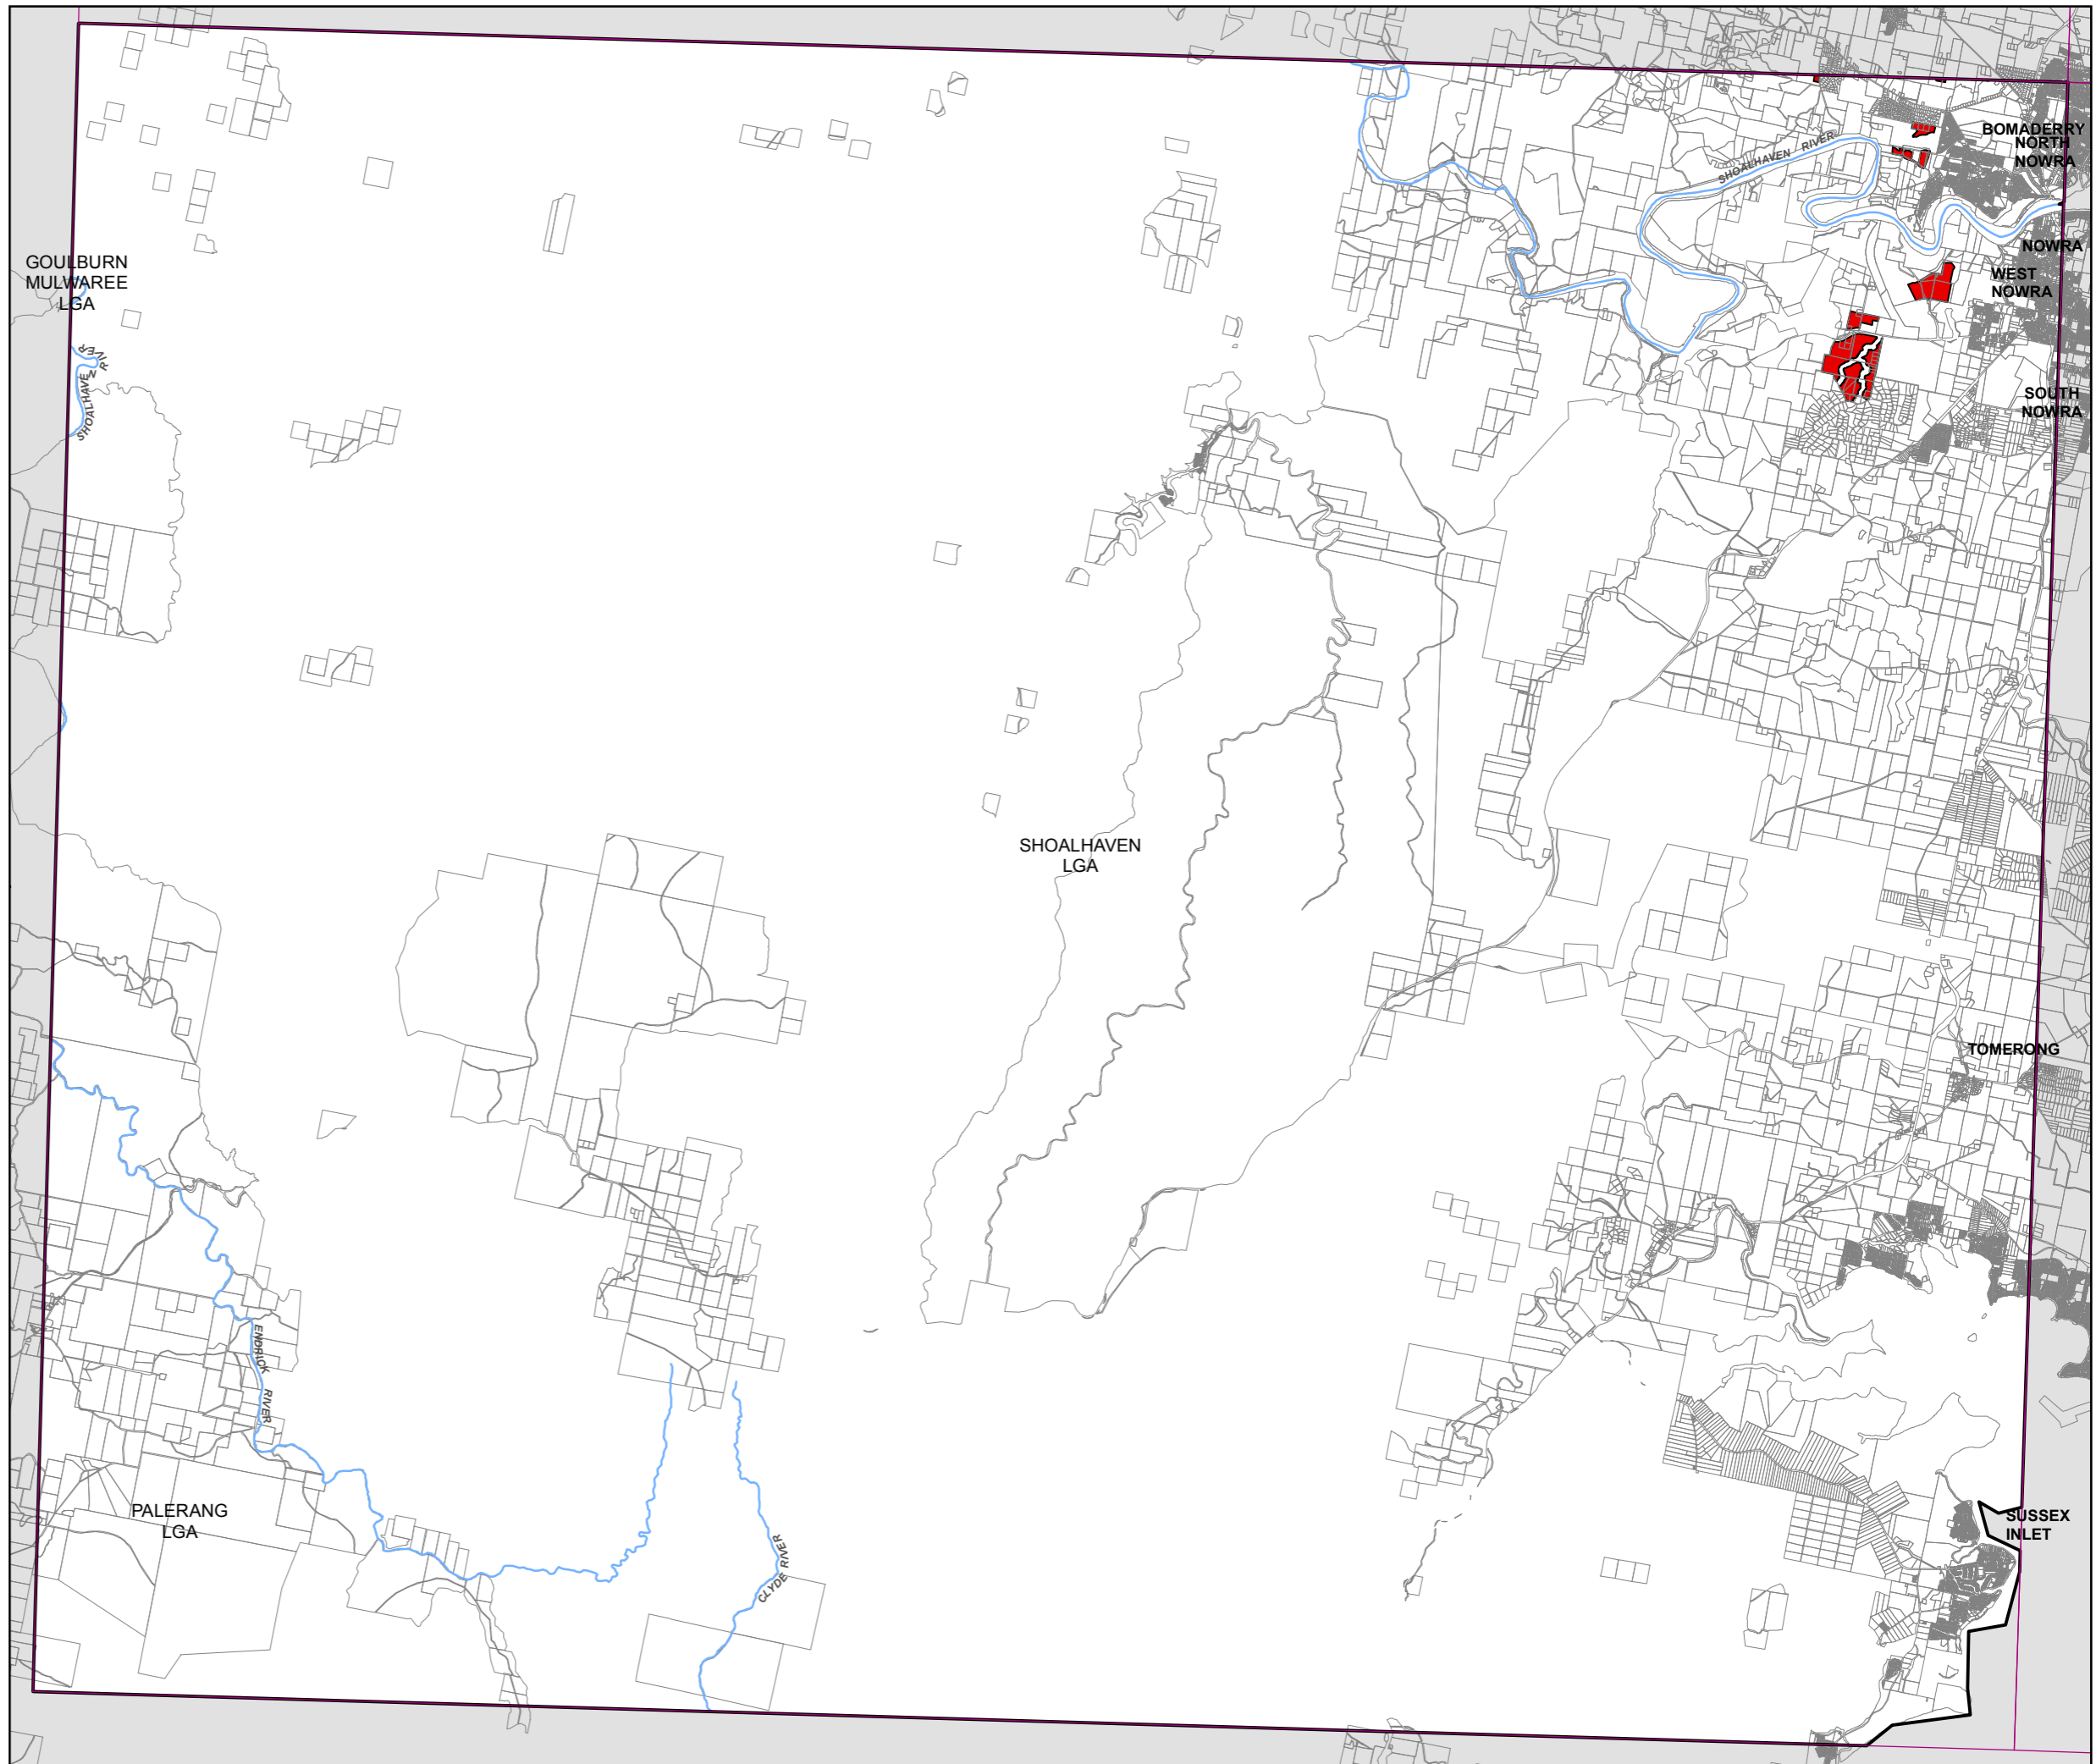 BOMADERRY
NORTH
NOWRA
SHOALHAVEN RIVER
NOWRA
GOULBURN
MULWAREE
LGA
WEST
NOWRA
SHOALHAVEN RIVER
SOUTH
NOWRA
SHOALHAVEN
LGA
TOMERONG
ENDRICK RIVER
PALERANG
LGA
SUSSEX
INLET
CLYDE RIVER